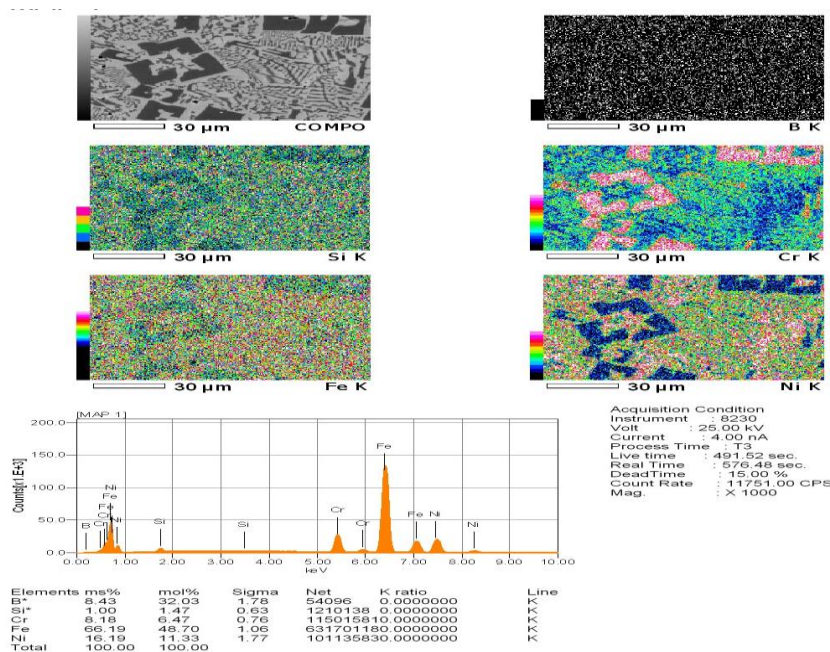 30 µm COMPO
30 µm B K
30 µm Si K
30 µm Cr K
30 µm Fe K
30 µm Ni K
[MAP 1]
Counts[x1.E+3]
200.0
150.0
100.0
50.0
0.0
B
Cr
Fe
Cr
Fe
Ni
Ni
Si
Si
Cr
Cr
Fe
Fe
Ni
Ni
0.00 1.00 2.00 3.00 4.00 5.00 6.00 7.00 8.00 9.00 10.00
keV
Acquisition Condition
Instrument : 8230
Volt : 25.00 kV
Current : 4.00 nA
Process Time : T3
Live time : 491.52 sec.
Real Time : 576.48 sec.
DeadTime : 15.00 %
Count Rate : 11751.00 CPS
Mag. : X 1000
Elements ms% mol% Sigma Net K ratio Line
B* 8.43 32.03 1.78 54096 0.0000000 K
Si* 1.00 1.47 0.63 1210138 0.0000000 K
Cr 8.18 6.47 0.76 11501581 0.0000000 K
Fe 66.19 48.70 1.06 63170118 0.0000000 K
Ni 16.19 11.33 1.77 10113583 0.0000000 K
Total 100.00 100.00